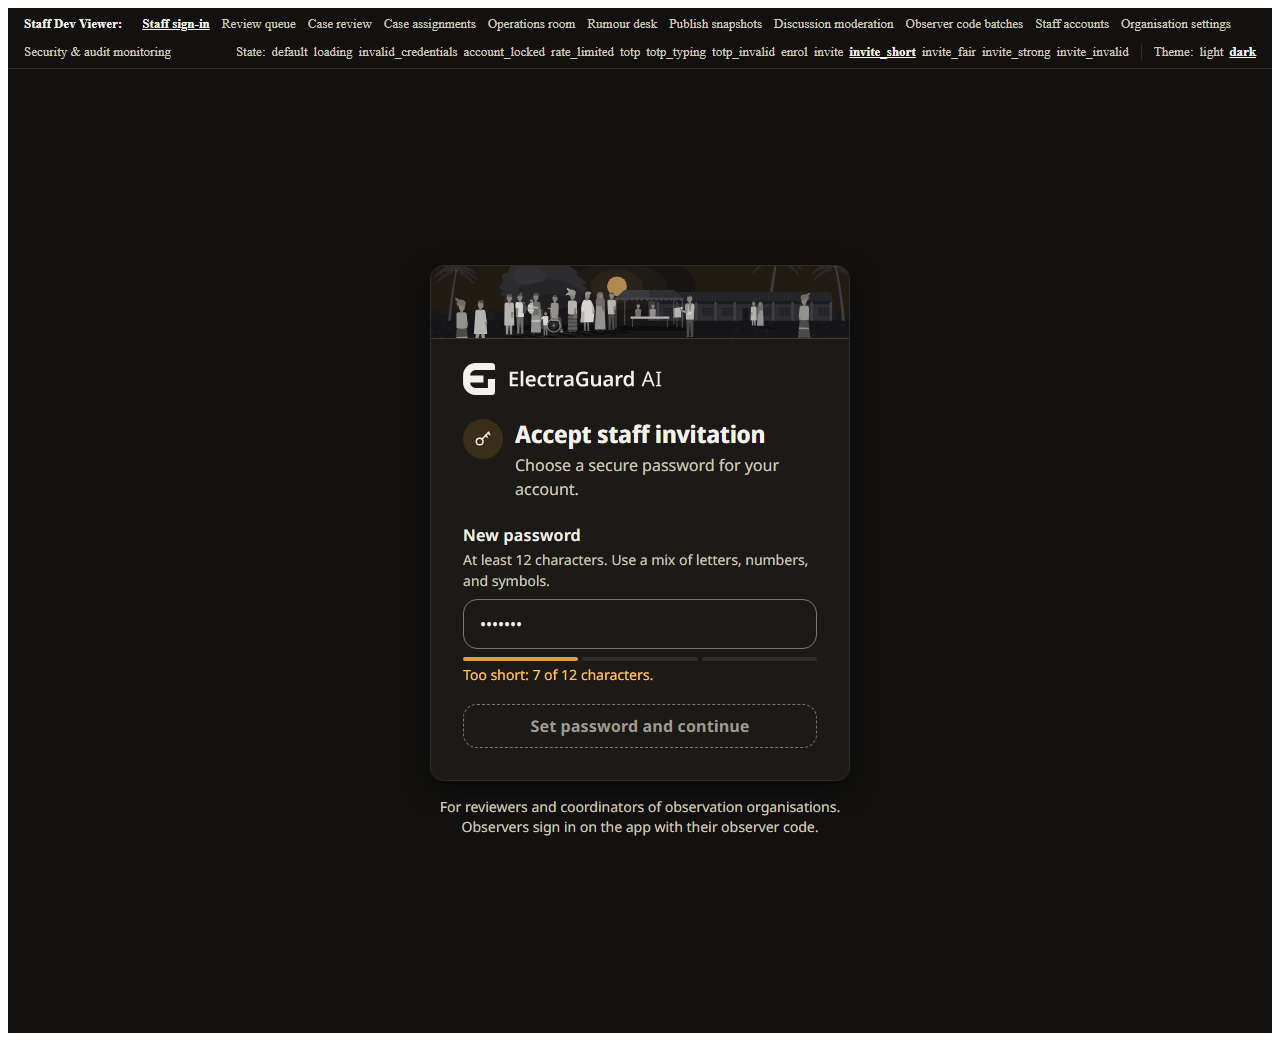 Staff Dev Viewer: Staff sign-in Review queue Case review Case assignments Operations room Rumour desk Publish snapshots Discussion moderation Observer code batches Staff accounts Organisation settings
Security & audit monitoring State: default loading invalid_credentials account_locked rate_limited totp totp_typing totp_invalid enrol invite invite_short invite_fair invite_strong invite_invalid Theme: light dark
ElectraGuard AI
Accept staff invitation
Choose a secure password for your
account.
New password
At least 12 characters. Use a mix of letters, numbers,
and symbols.
•••••••
Too short: 7 of 12 characters.
Set password and continue
For reviewers and coordinators of observation organisations.
Observers sign in on the app with their observer code.